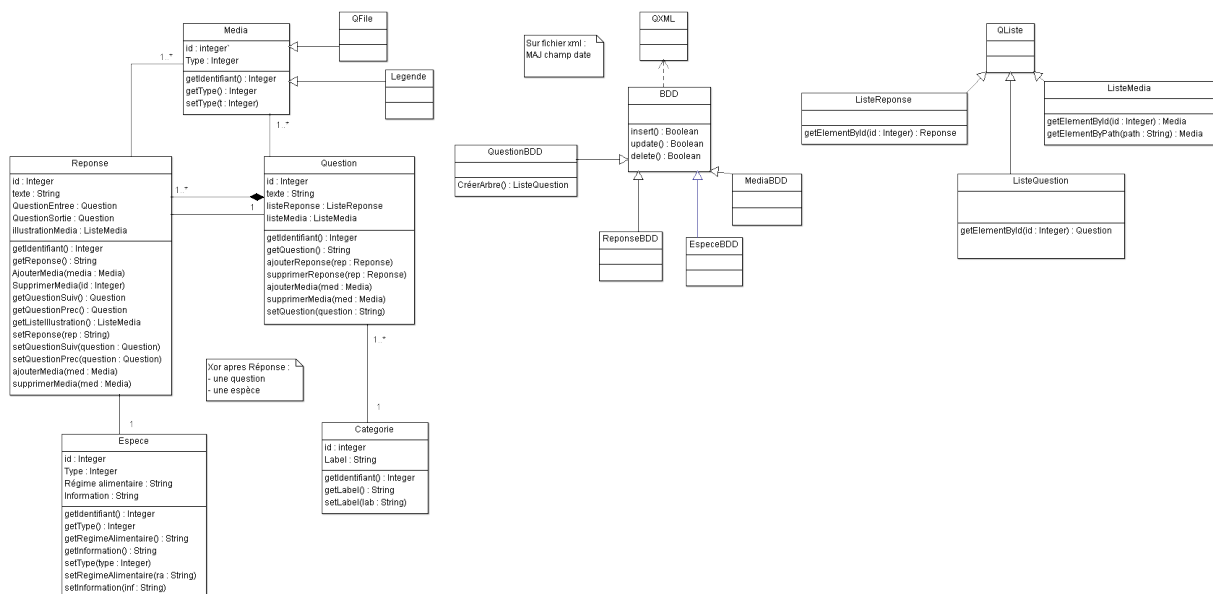 Media
id : integer`
Type : Integer
getIdentifiant() : Integer
getType() : Integer
setType(t : Integer)
QFile
Legende
1..*
1..*
Reponse
id : Integer
texte : String
QuestionEntree : Question
QuestionSortie : Question
illustrationMedia : ListeMedia
getIdentifiant() : Integer
getReponse() : String
AjouterMedia(media : Media)
SupprimerMedia(id : Integer)
getQuestionSuiv() : Question
getQuestionPrec() : Question
getListeIllustration() : ListeMedia
setReponse(rep : String)
setQuestionSuiv(question : Question)
setQuestionPrec(question : Question)
ajouterMedia(med : Media)
supprimerMedia(med : Media)
1..*
1
Question
id : Integer
texte : String
listeReponse : ListeReponse
listeMedia : ListeMedia
getIdentifiant() : Integer
getQuestion() : String
ajouterReponse(rep : Reponse)
supprimerReponse(rep : Reponse)
ajouterMedia(med : Media)
supprimerMedia(med : Media)
setQuestion(question : String)
1..*
1
Xor apres Réponse :
- une question
- une espèce
1
Espece
id : Integer
Type : Integer
Régime alimentaire : String
Information : String
getIdentifiant() : Integer
getType() : Integer
getRegimeAlimentaire() : String
getInformation() : String
setType(type : Integer)
setRegimeAlimentaire(ra : String)
setInformation(inf : String)
Categorie
id : integer
Label : String
getIdentifiant() : Integer
getLabel() : String
setLabel(lab : String)
Sur fichier xml :
MAJ champ date
QXML
BDD
insert() : Boolean
update() : Boolean
delete() : Boolean
QuestionBDD
CréerArbre() : ListeQuestion
MediaBDD
ReponseBDD
EspeceBDD
QListe
ListeReponse
getElementById(id : Integer) : Reponse
ListeMedia
getElementById(id : Integer) : Media
getElementByPath(path : String) : Media
ListeQuestion
getElementById(id : Integer) : Question